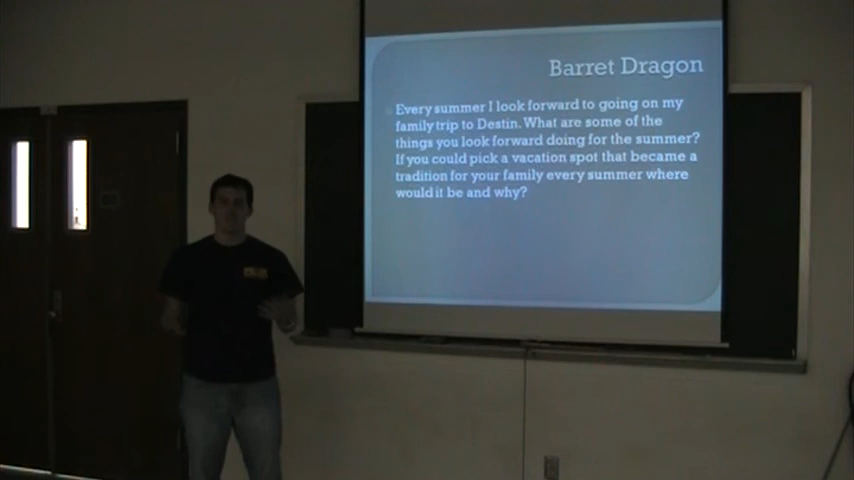 Barret Dragon
Every summer I look forward to going on my
family trip to Destin. What are some of the
things you look forward doing for the summer?
If you could pick a vacation spot that became a
tradition for your family every summer where
would it be and why?